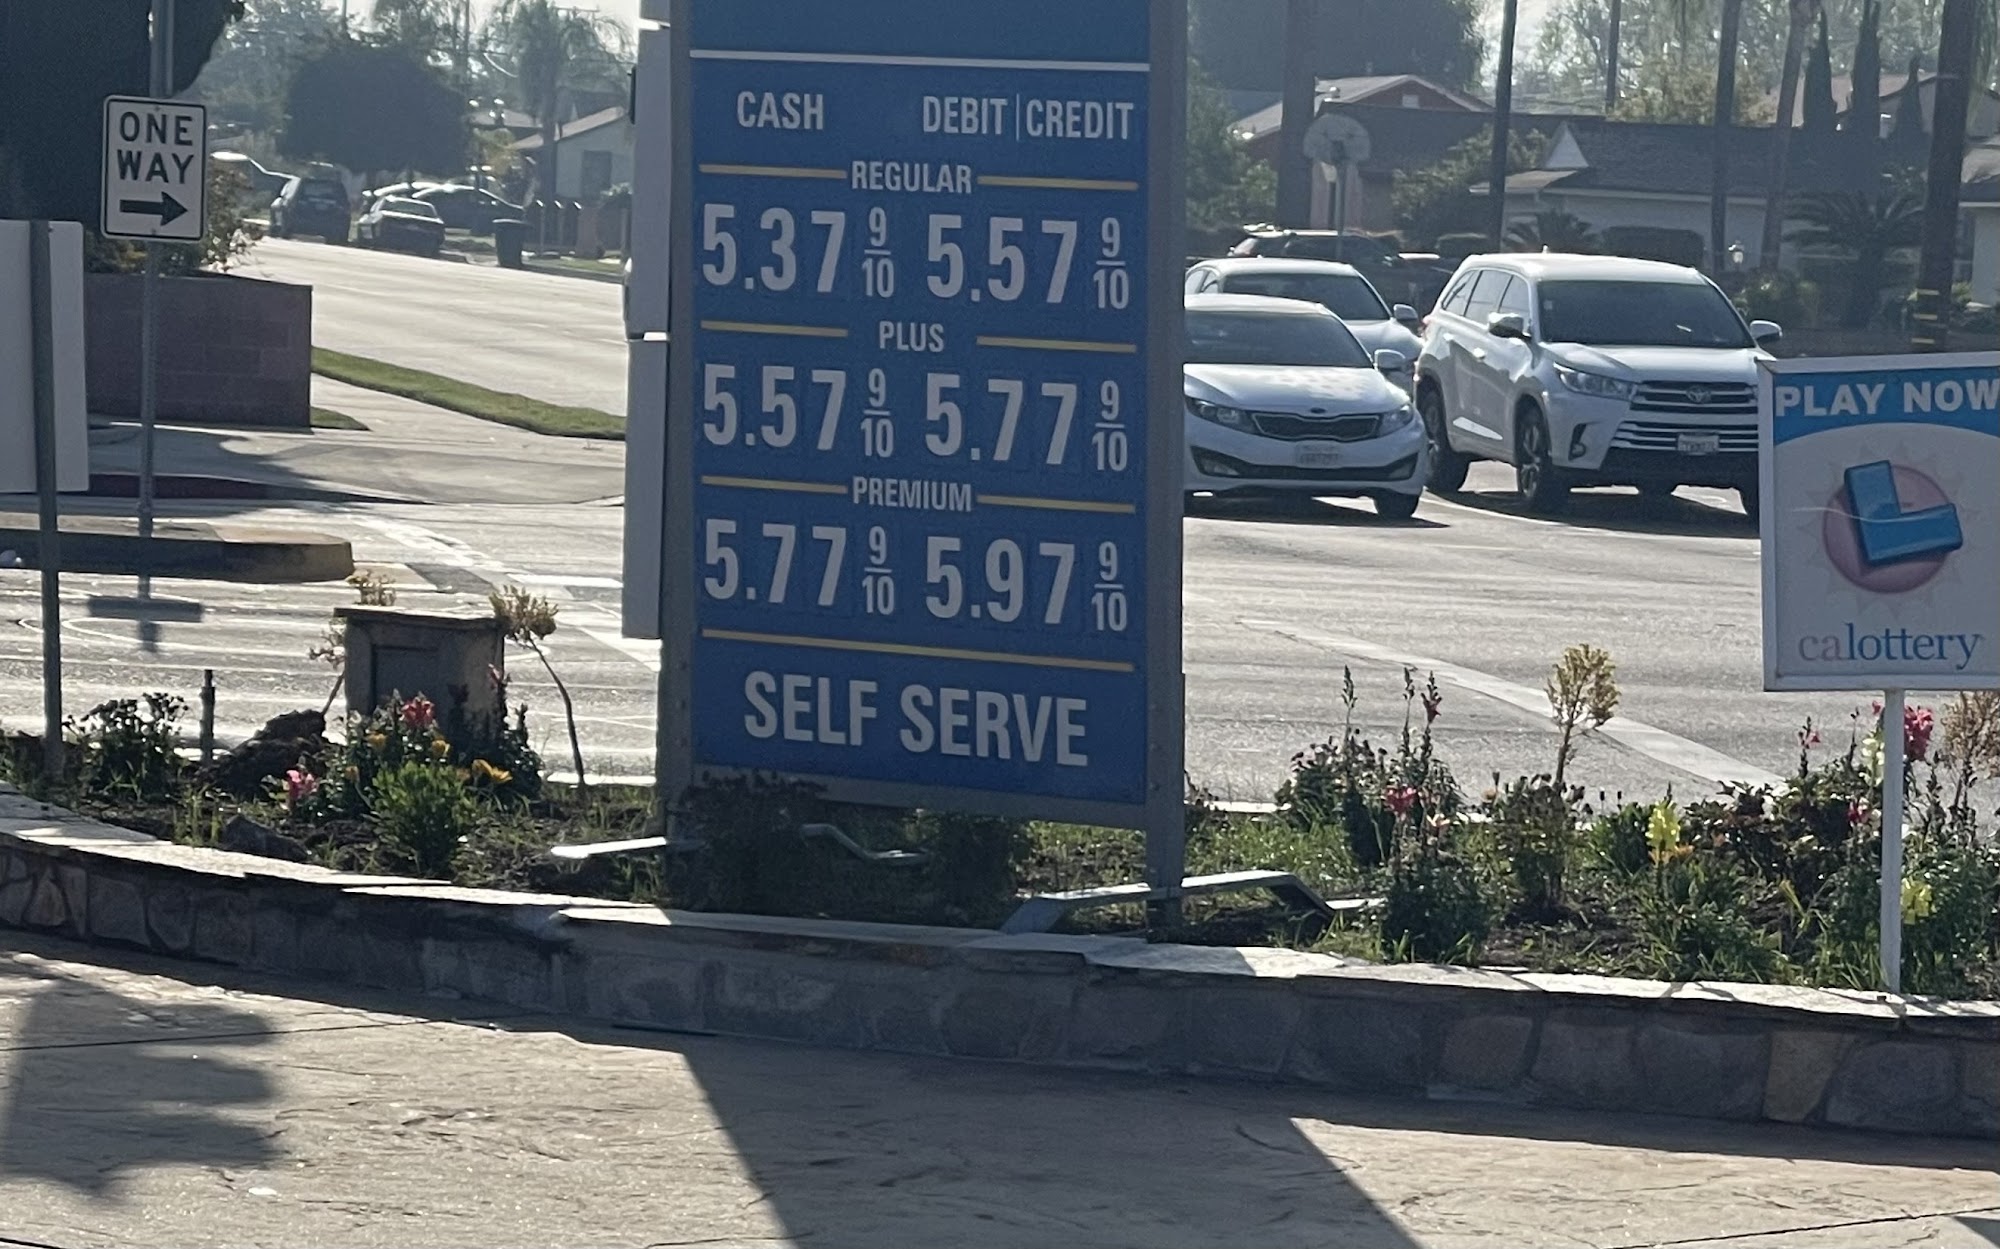 ONE
WAY
CASH DEBIT|CREDIT
REGULAR
5.37 9/10 5.57 9/10
PLUS
5.57 9/10 5.77 9/10
PREMIUM
5.77 9/10 5.97 9/10
SELF SERVE
PLAY NOW
calottery